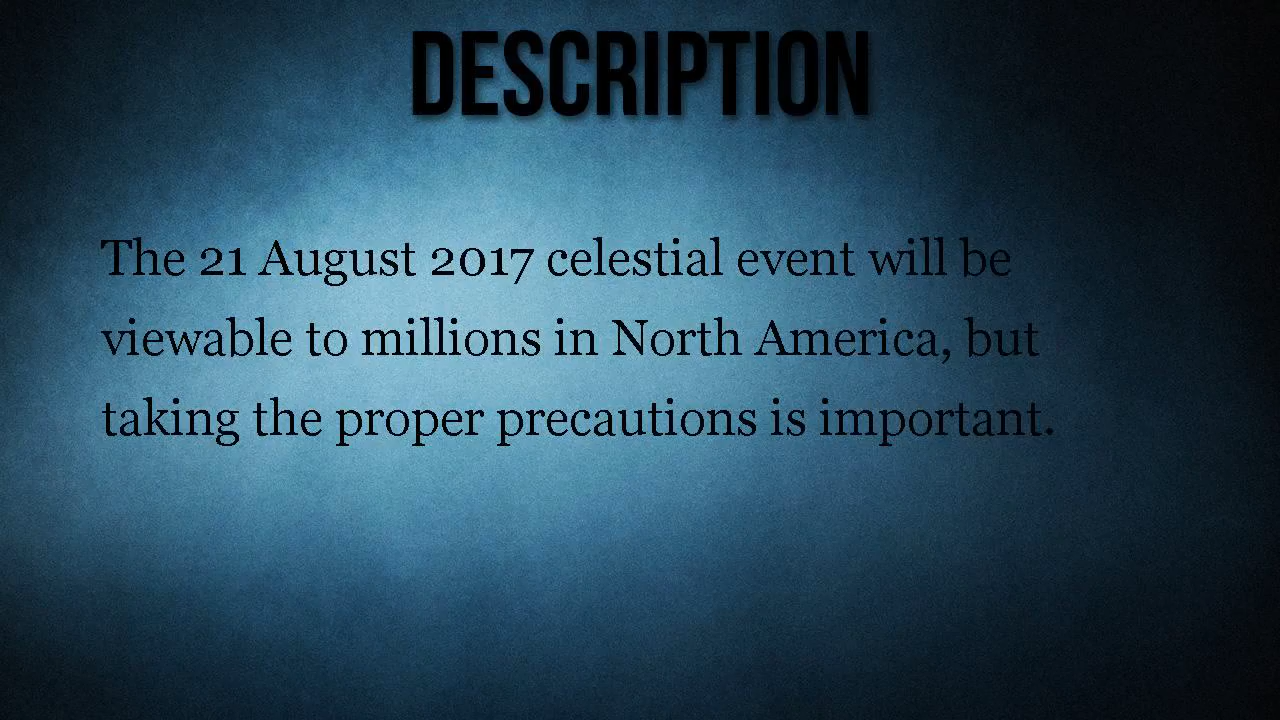 DESCRIPTION
The 21 August 2017 celestial event will be
viewable to millions in North America, but
taking the proper precautions is important.